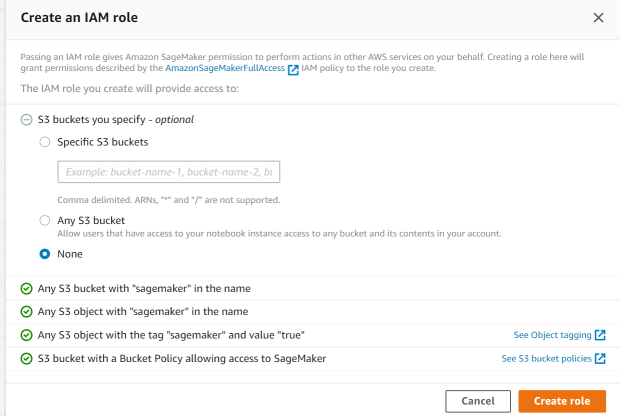 Create an IAM role
Passing an IAM role gives Amazon SageMaker permission to perform actions in other AWS services on your behalf. Creating a role here will
grant permissions described by the AmazonSageMakerFullAccess IAM policy to the role you create.
The IAM role you create will provide access to:
S3 buckets you specify - optional
Specific S3 buckets
Example: bucket-name-1, bucket-name-2, bu
Comma delimited. ARNs, "*" and "/" are not supported.
Any S3 bucket
Allow users that have access to your notebook instance access to any bucket and its contents in your account.
None
Any S3 bucket with "sagemaker" in the name
Any S3 object with "sagemaker" in the name
Any S3 object with the tag "sagemaker" and value "true" See Object tagging
S3 bucket with a Bucket Policy allowing access to SageMaker See S3 bucket policies
Cancel Create role